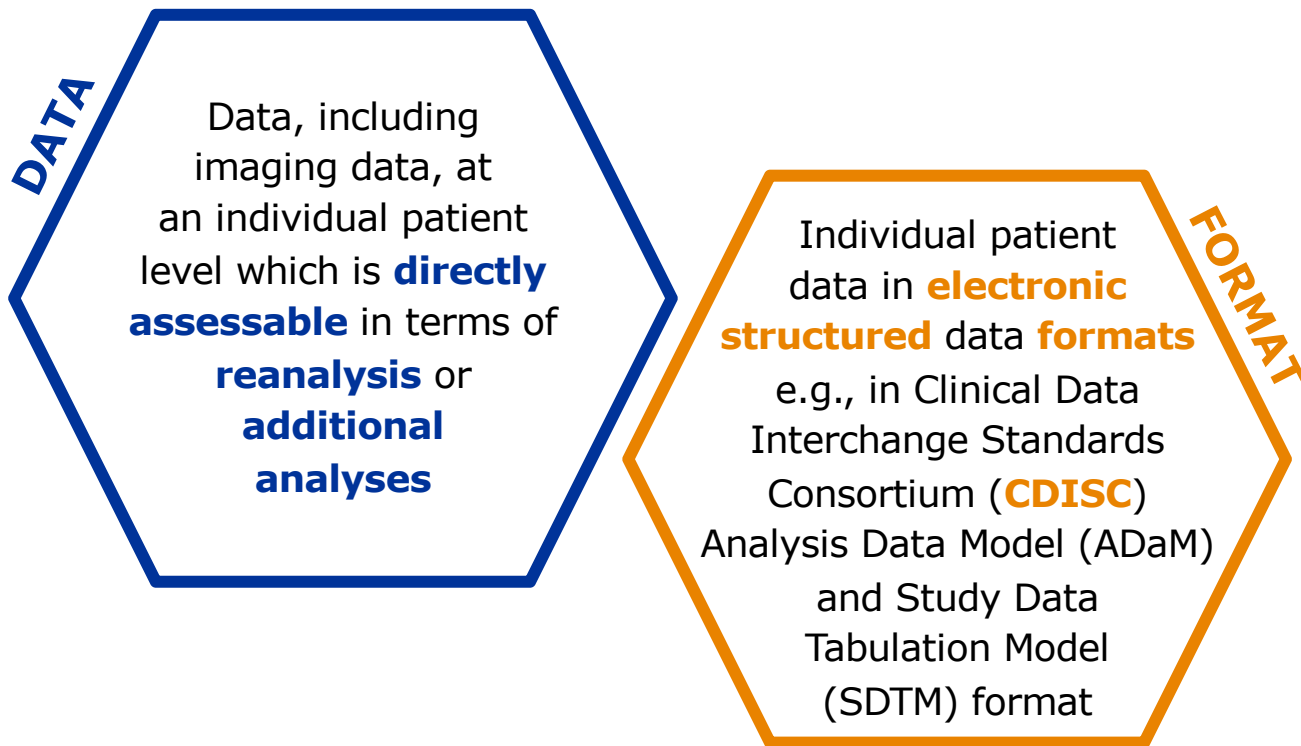 DATA
Data, including
imaging data, at
an individual patient
level which is directly
assessable in terms of
reanalysis or
additional
analyses
FORMAT
Individual patient
data in electronic
structured data formats
e.g., in Clinical Data
Interchange Standards
Consortium (CDISC)
Analysis Data Model (ADaM)
and Study Data
Tabulation Model
(SDTM) format